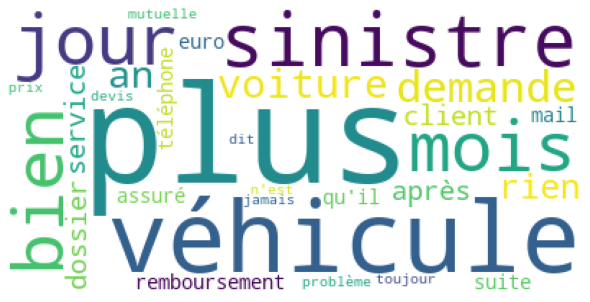 mutuelle
jour
sinistre
euro
an
voiture
demande
prix
devis
téléphone
service
plus
client
mail
dit
mois
bien
dossier
assuré
n'est
jamais
qu'il
après
rien
véhicule
remboursement
problème
toujour
suite